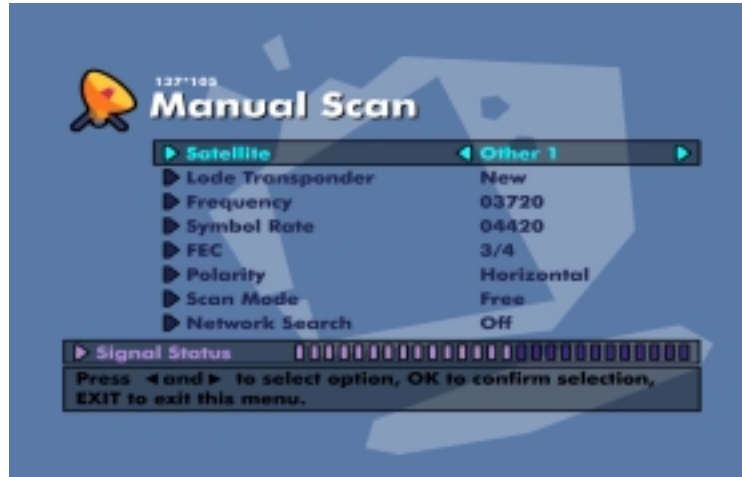 137*105
Manual Scan
Satellite Other 1
Lode Transponder New
Frequency 03720
Symbol Rate 04420
FEC 3/4
Polarity Horizontal
Scan Mode Free
Network Search Off
Signal Status
Press ◄ and ► to select option, OK to confirm selection,
EXIT to exit this menu.